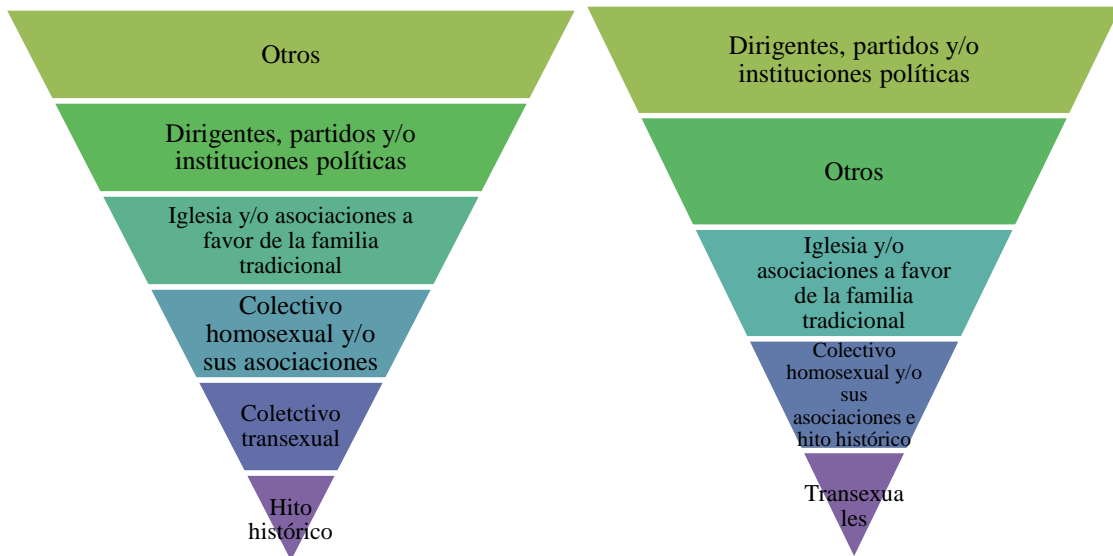 Otros
Dirigentes, partidos y/o
instituciones políticas
Iglesia y/o asociaciones a
favor de la familia
tradicional
Colectivo
homosexual y/o
sus asociaciones
Coletctivo
transexual
Hito
histórico
Dirigentes, partidos y/o
instituciones políticas
Otros
Iglesia y/o
asociaciones a favor
de la familia
tradicional
Colectivo
homosexual y/o
sus
asociaciones e
hito histórico
Transexua
les